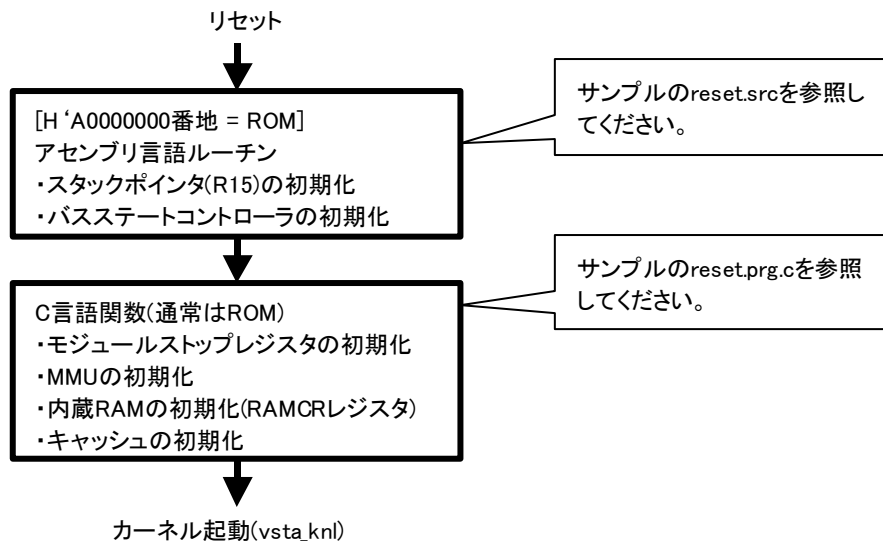 リセット
[H‘A0000000番地 = ROM]
アセンブリ言語ルーチン
・スタックポインタ(R15)の初期化
・バスステートコントローラの初期化
サンプルのreset.srcを参照し
てください。
C言語関数(通常はROM)
・モジュールストップレジスタの初期化
・MMUの初期化
・内蔵RAMの初期化(RAMCRレジスタ)
・キャッシュの初期化
サンプルのreset.prg.cを参照
してください。
カーネル起動(vsta_knl)